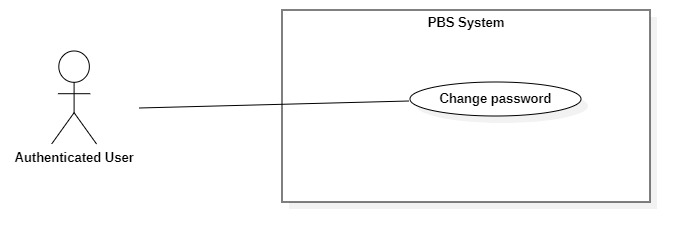 PBS System
Change password
Authenticated User